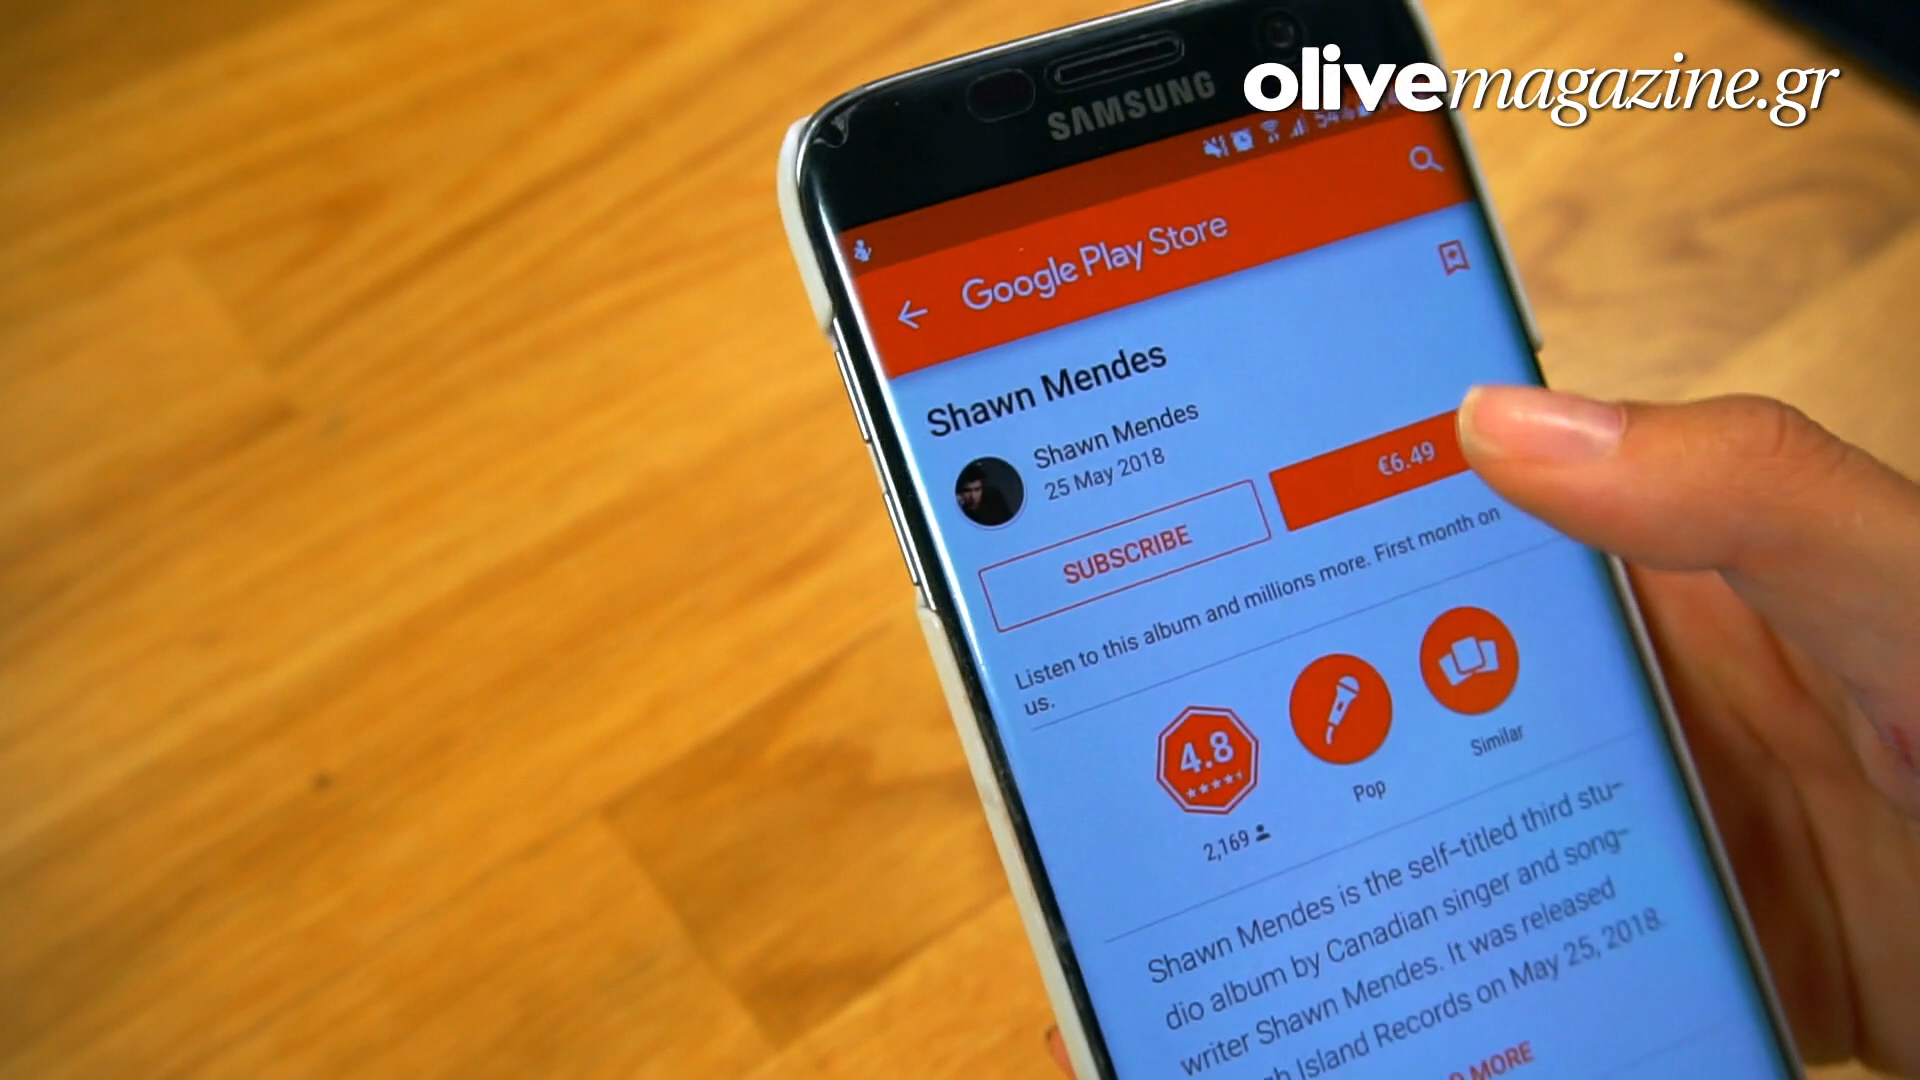 olivemagazine.gr
SAMSUNG
54%
Google Play Store
Shawn Mendes
Shawn Mendes
25 May 2018
SUBSCRIBE
€6.49
Listen to this album and millions more. First month on
us.
4.8
2,169
Pop
Similar
Shawn Mendes is the self-titled third stu-
dio album by Canadian singer and song-
writer Shawn Mendes. It was released
Island Records on May 25, 2018.
MORE